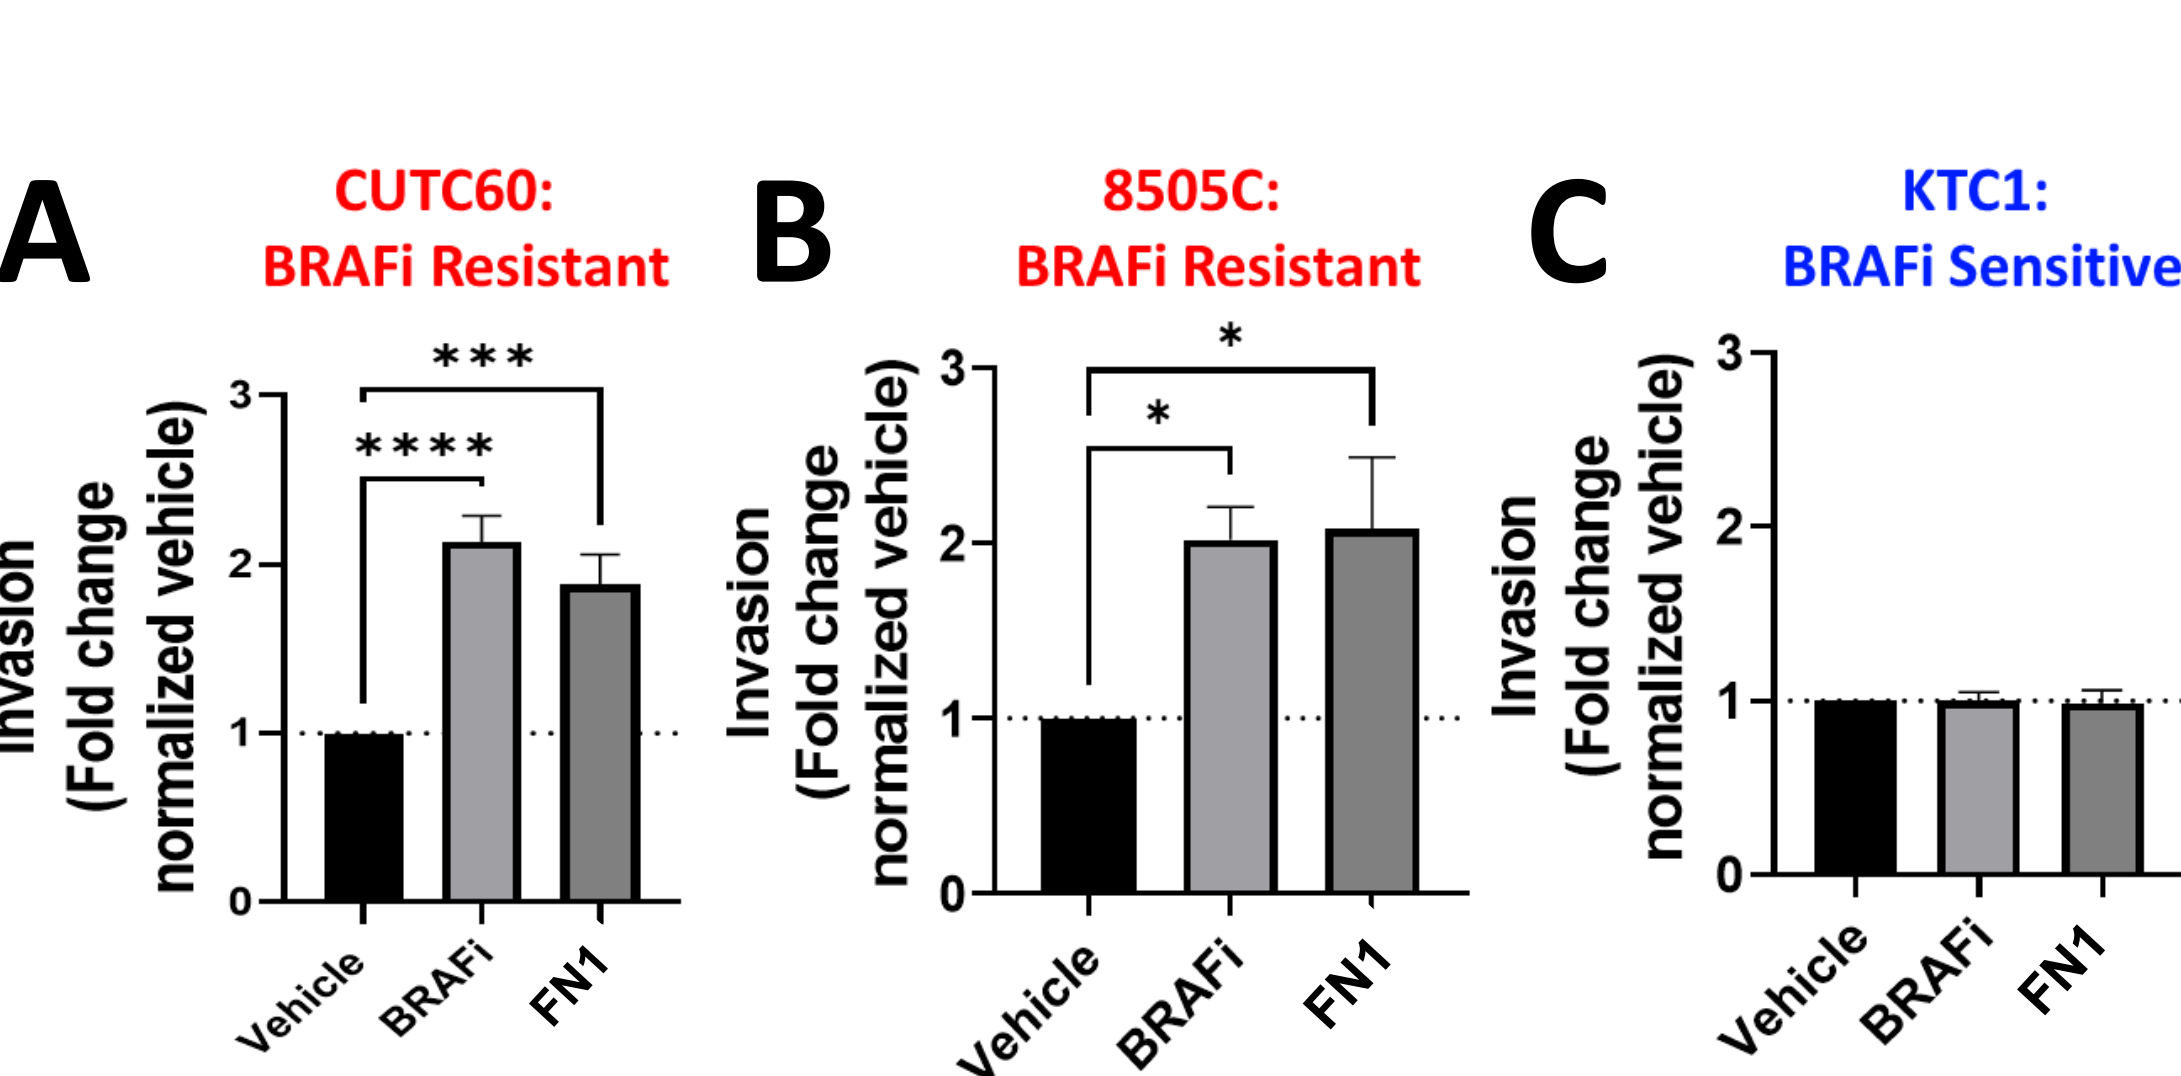 A
CUTC60:
BRAFi Resistant
***
****
Invasion
(Fold change
normalized vehicle)
3
2
1
0
Vehicle
BRAFi
FN1
B
8505C:
BRAFi Resistant
*
*
Invasion
(Fold change
normalized vehicle)
3
2
1
0
Vehicle
BRAFi
FN1
C
KTC1:
BRAFi Sensitive
Invasion
(Fold change
normalized vehicle)
3
2
1
0
Vehicle
BRAFi
FN1